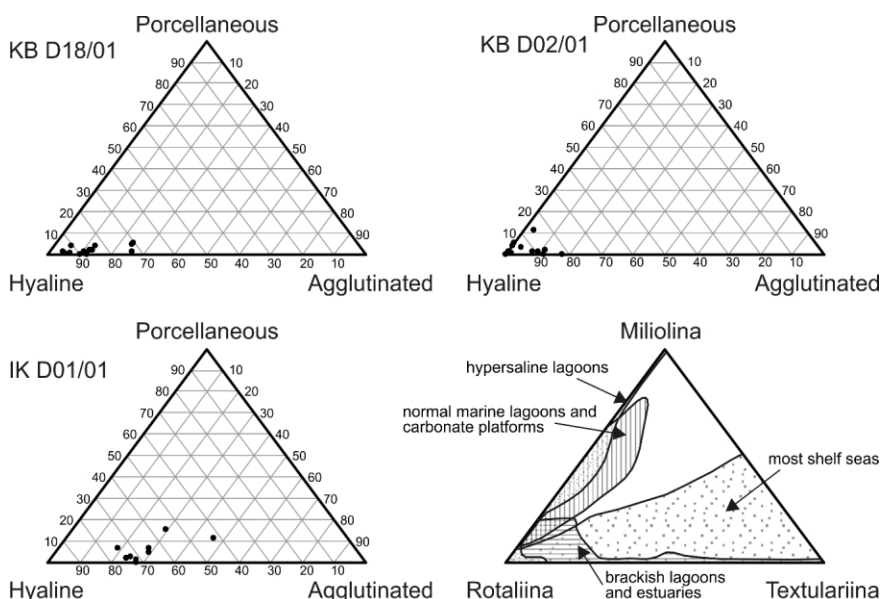 Porcellaneous
KB D18/01
90 10
80 20
70 30
60 40
50 50
40 60
30 70
20 80
10 90
90 80 70 60 50 40 30 20 10
Hyaline Agglutinated
Porcellaneous
KB D02/01
90 10
80 20
70 30
60 40
50 50
40 60
30 70
20 80
10 90
90 80 70 60 50 40 30 20 10
Hyaline Agglutinated
Porcellaneous
IK D01/01
90 10
80 20
70 30
60 40
50 50
40 60
30 70
20 80
10 90
90 80 70 60 50 40 30 20 10
Hyaline Agglutinated
Miliolina
hypersaline lagoons
normal marine lagoons and
carbonate platforms
most shelf seas
brackish lagoons
and estuaries
Rotaliina Textulariina